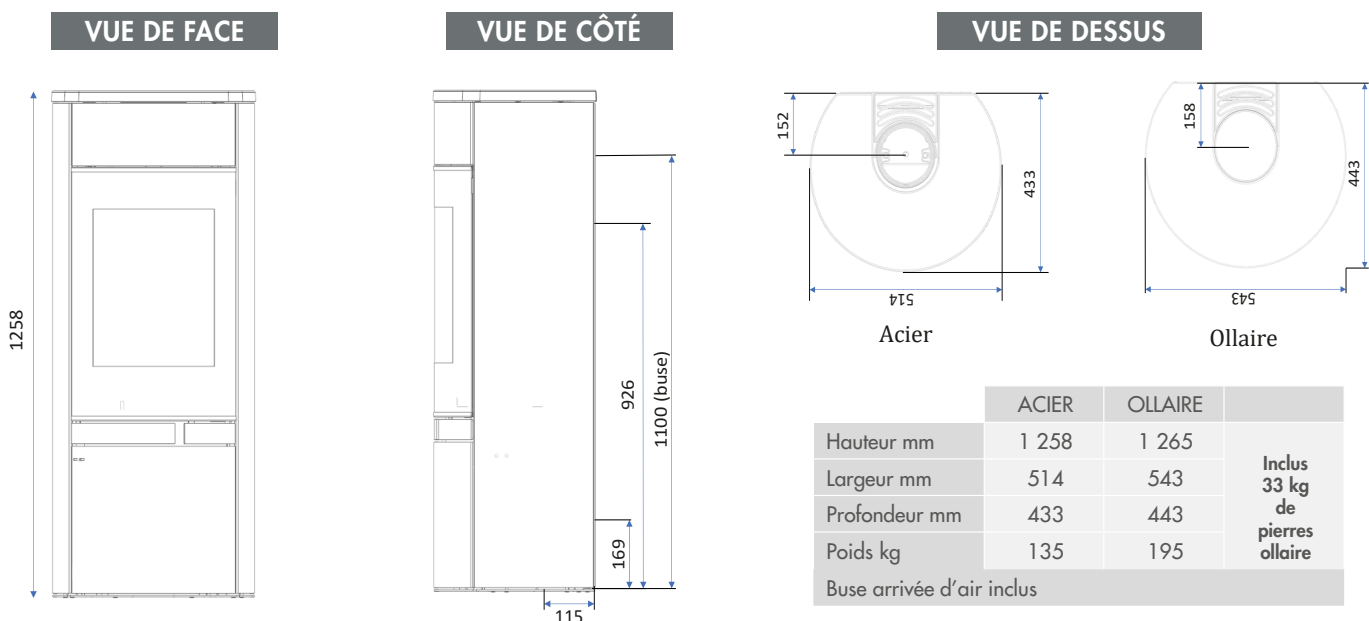 VUE DE FACE
VUE DE CÔTÉ
VUE DE DESSUS
1258
926
1100 (buse)
169
115
152
433
514
Acier
158
443
543
Ollaire
ACIER OLLAIRE
Hauteur mm 1 258 1 265
Largeur mm 514 543
Profondeur mm 433 443
Poids kg 135 195
Inclus
33 kg
de
pierres
ollaire
Buse arrivée d’air inclus